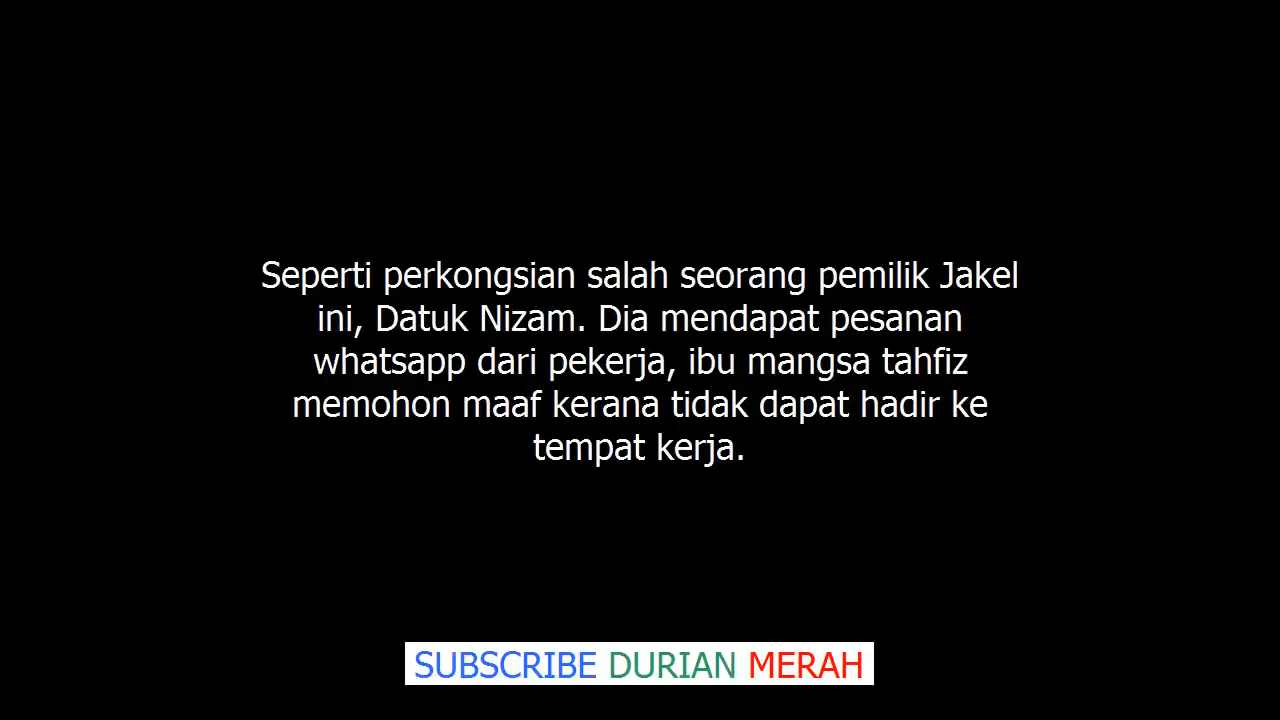 Seperti perkongsian salah seorang pemilik Jakel
ini, Datuk Nizam. Dia mendapat pesanan
whatsapp dari pekerja, ibu mangsa tahfiz
memohon maaf kerana tidak dapat hadir ke
tempat kerja.
SUBSCRIBE DURIAN MERAH